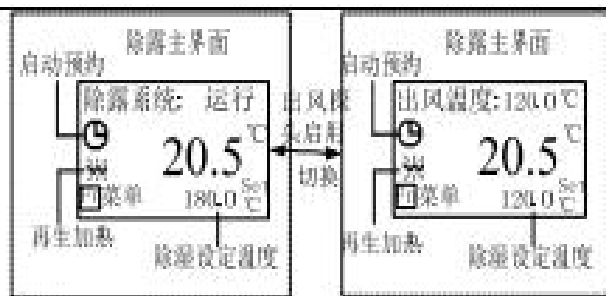 除露主界面
启动预约
除露系统: 运行
20.5 ℃
菜单 180.0 ℃ Set
再生加热
除湿设定温度
出风模
头启形
切换
除露主界面
启动预约
出风温度:120.0℃
20.5 ℃
菜单 120.0 ℃ Set
再生加热
除湿设定温度